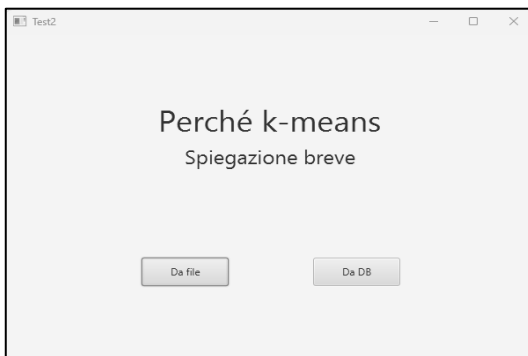 Test2
Perché k-means
Spiegazione breve
Da file
Da DB